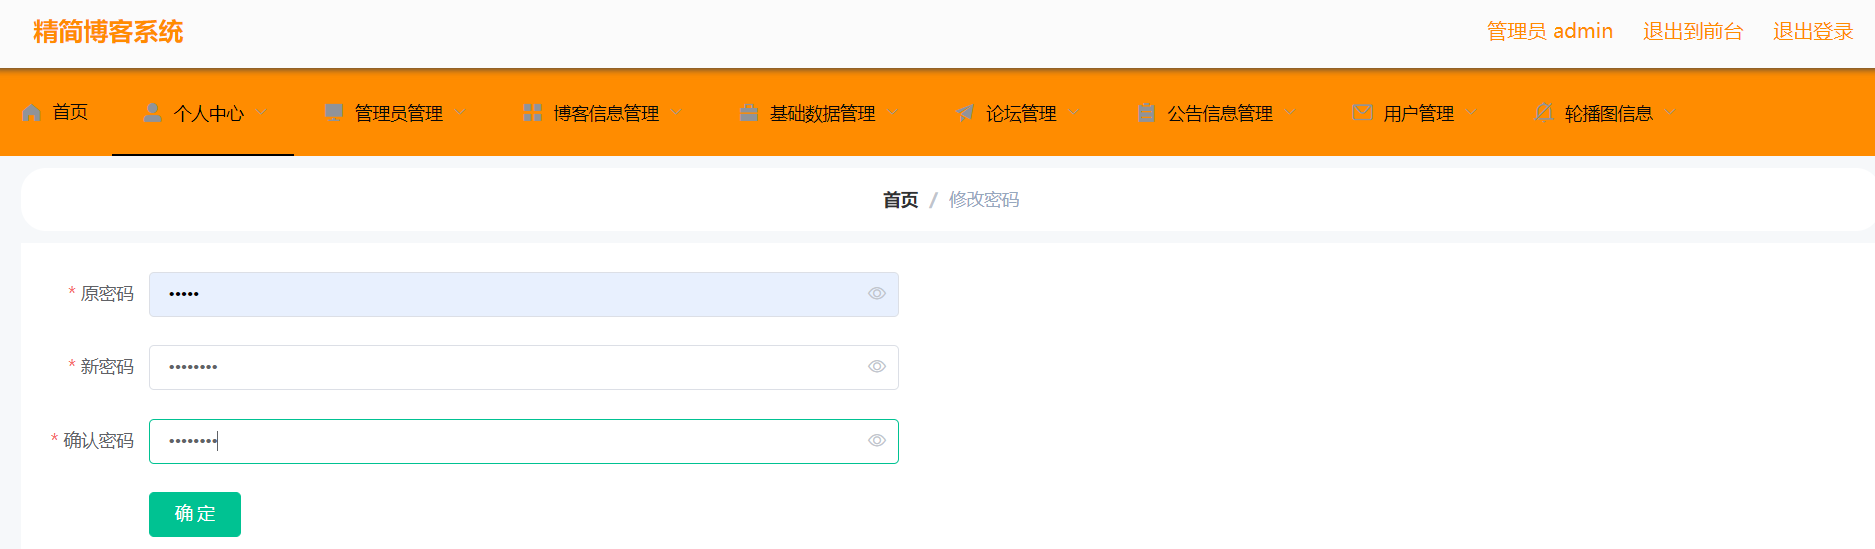 精简博客系统 管理员 admin 退出到前台 退出登录
首页 个人中心 管理员管理 博客信息管理 基础数据管理 论坛管理 公告信息管理 用户管理 轮播图信息
首页 / 修改密码
* 原密码 •••••
* 新密码 ••••••••
* 确认密码 ••••••••
确定